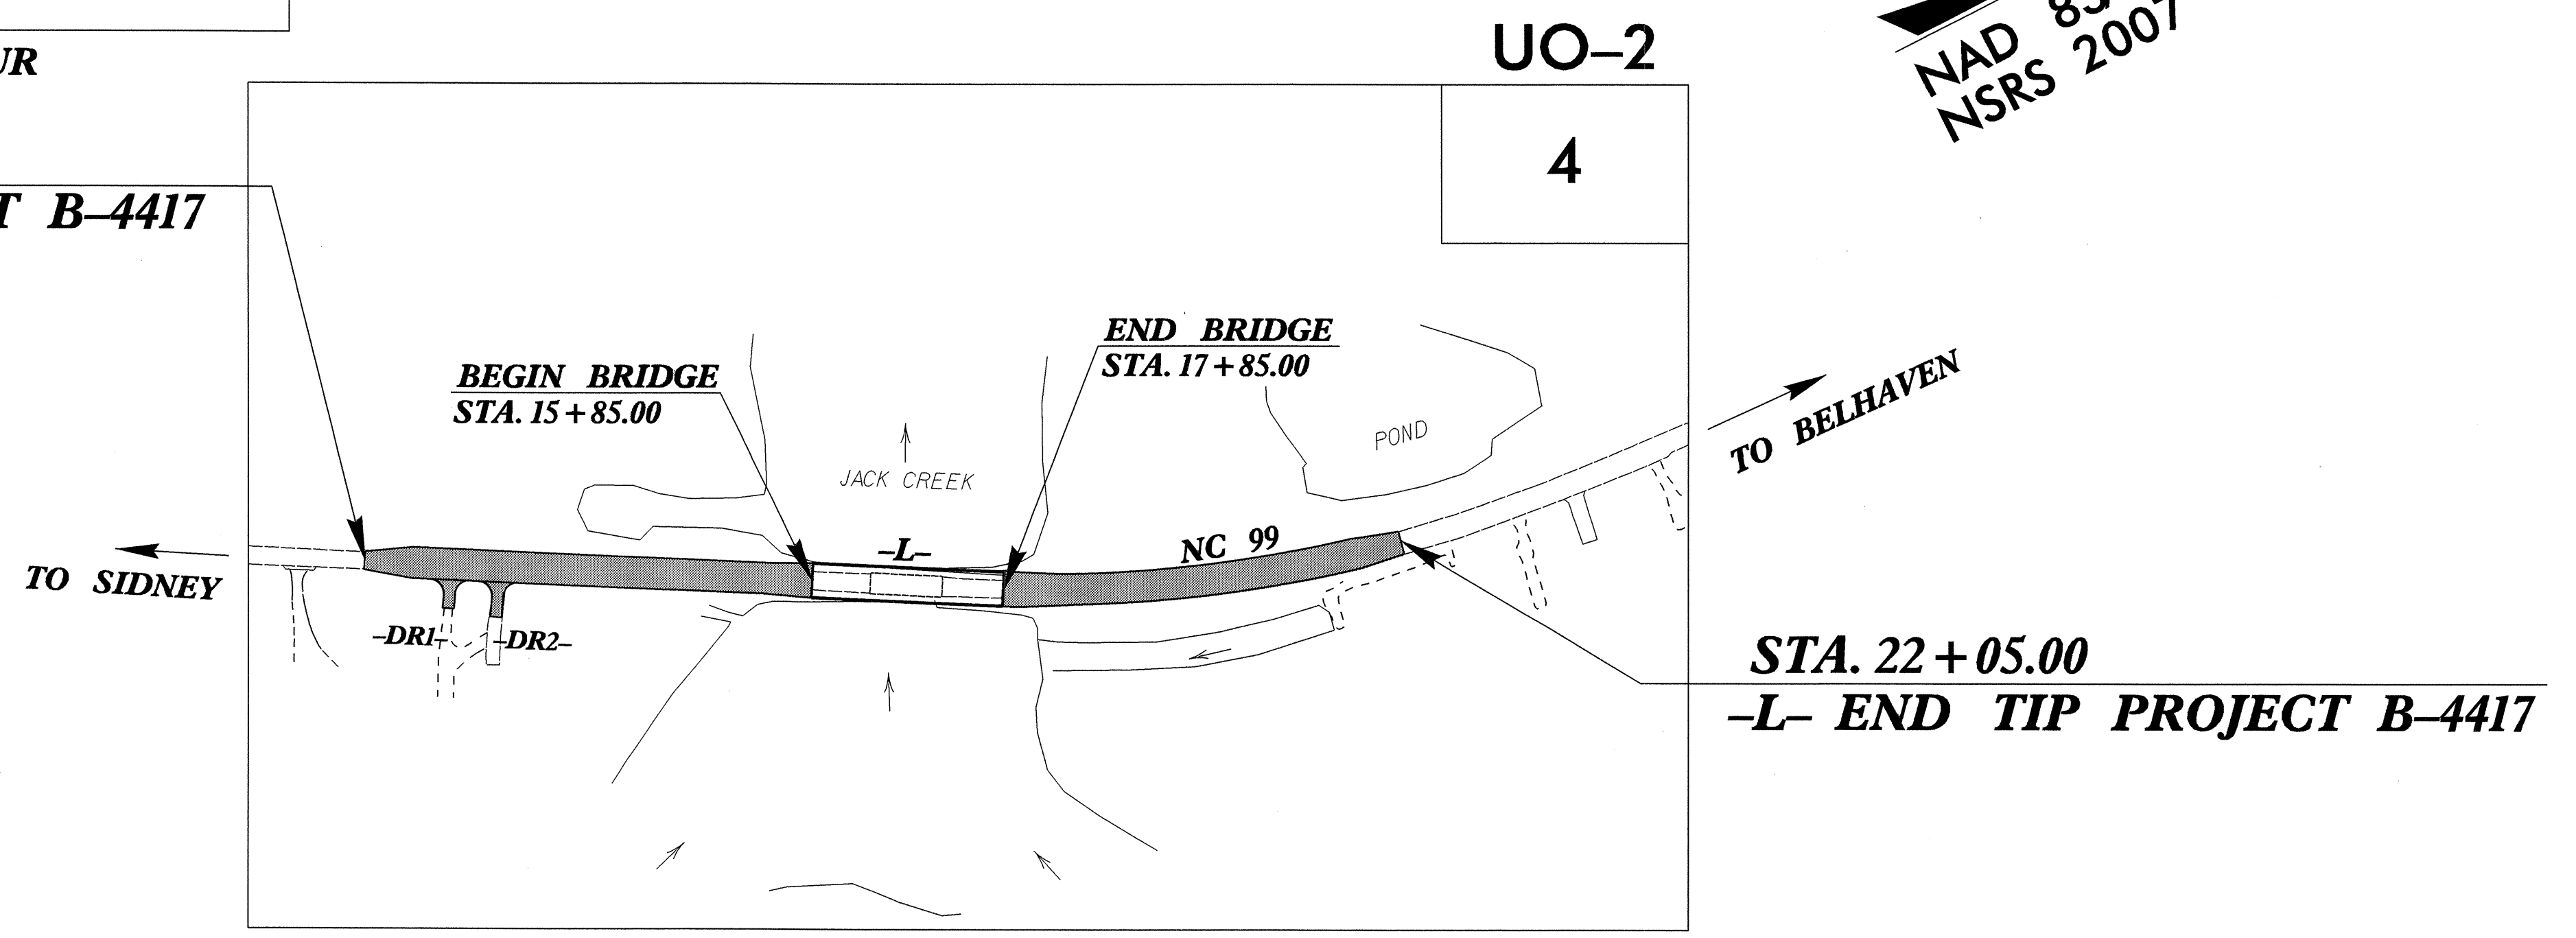 UO–2
NAD 83/
NSRS 2007
4
T B–4417
END BRIDGE
STA. 17+85.00
BEGIN BRIDGE
STA. 15+85.00
TO BELHAVEN
POND
JACK CREEK
–L–
NC 99
TO SIDNEY
–DR1–
–DR2–
STA. 22+05.00
–L– END TIP PROJECT B–4417